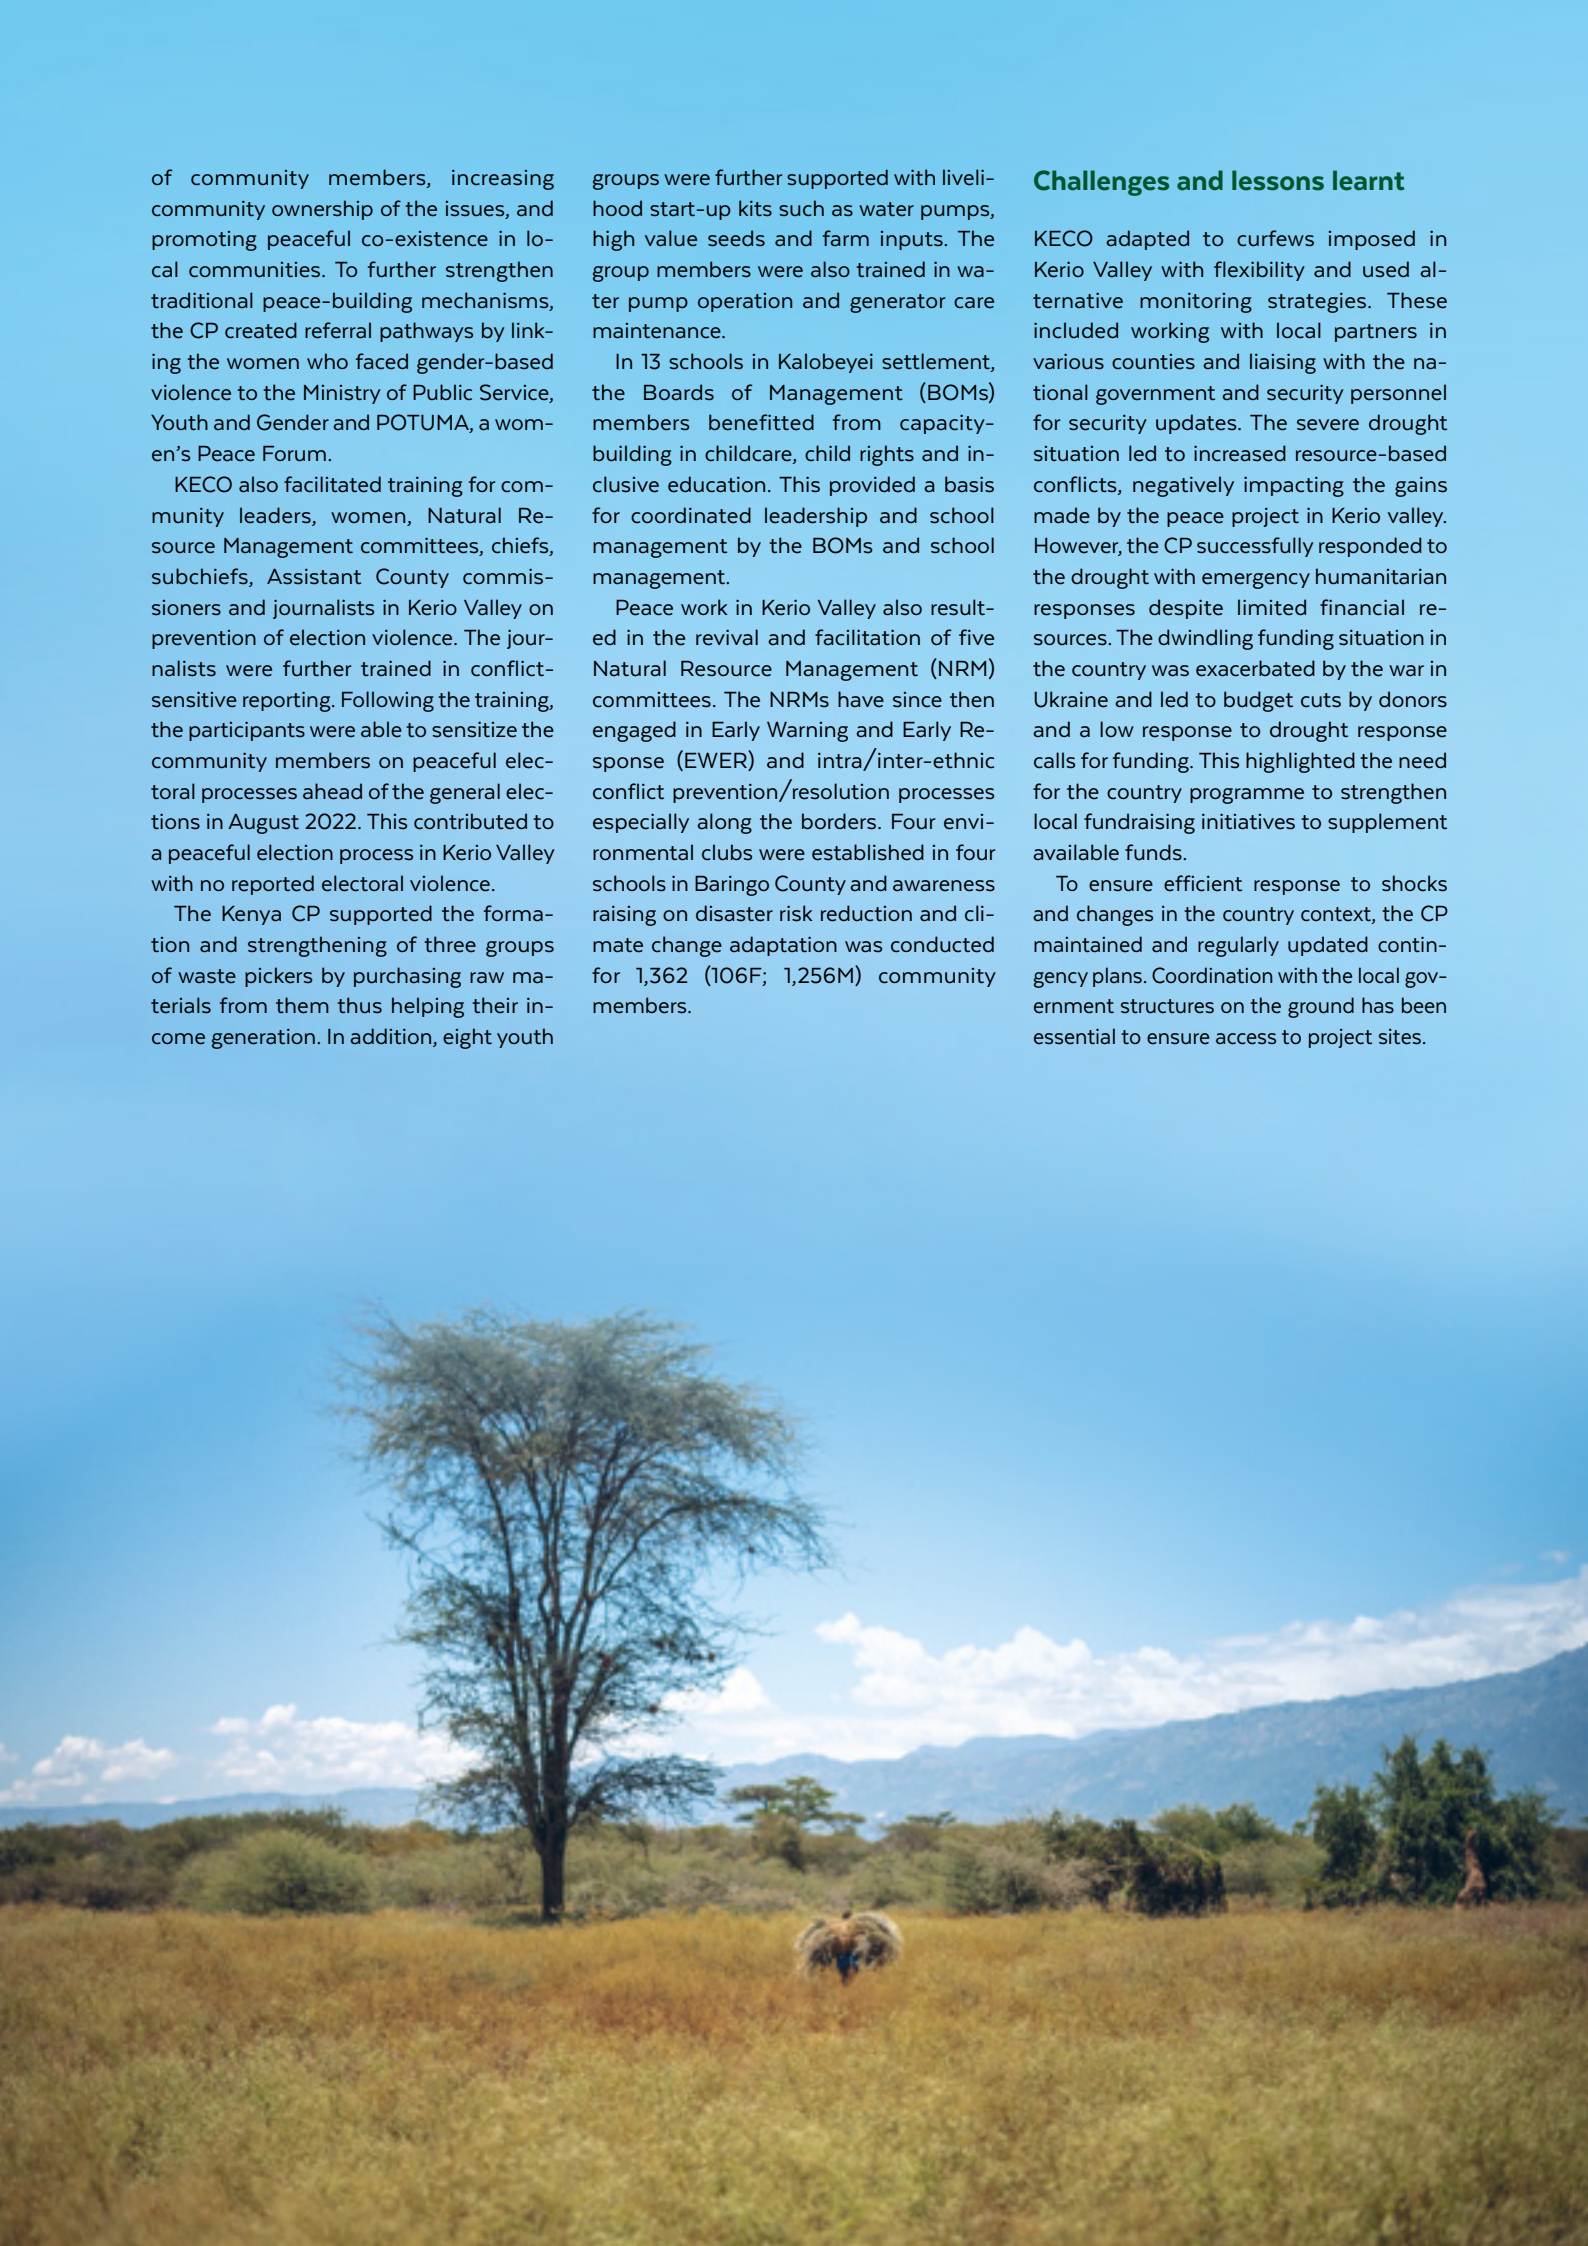 of community members, increasing
community ownership of the issues, and
promoting peaceful co-existence in lo-
cal communities. To further strengthen
traditional peace-building mechanisms,
the CP created referral pathways by link-
ing the women who faced gender-based
violence to the Ministry of Public Service,
Youth and Gender and POTUMA, a wom-
en's Peace Forum.
KECO also facilitated training for com-
munity leaders, women, Natural Re-
source Management committees, chiefs,
subchiefs, Assistant County commis-
sioners and journalists in Kerio Valley on
prevention of election violence. The jour-
nalists were further trained in conflict-
sensitive reporting. Following the training,
the participants were able to sensitize the
community members on peaceful elec-
toral processes ahead of the general elec-
tions in August 2022. This contributed to
a peaceful election process in Kerio Valley
with no reported electoral violence.
The Kenya CP supported the forma-
tion and strengthening of three groups
of waste pickers by purchasing raw ma-
terials from them thus helping their in-
come generation. In addition, eight youth
groups were further supported with liveli-
hood start-up kits such as water pumps,
high value seeds and farm inputs. The
group members were also trained in wa-
ter pump operation and generator care
maintenance.
In 13 schools in Kalobeyei settlement,
the Boards of Management (BOMs)
members benefitted from capacity-
building in childcare, child rights and in-
clusive education. This provided a basis
for coordinated leadership and school
management by the BOMs and school
management.
Peace work in Kerio Valley also result-
ed in the revival and facilitation of five
Natural Resource Management (NRM)
committees. The NRMs have since then
engaged in Early Warning and Early Re-
sponse (EWER) and intra/inter-ethnic
conflict prevention/resolution processes
especially along the borders. Four envi-
ronmental clubs were established in four
schools in Baringo County and awareness
raising on disaster risk reduction and cli-
mate change adaptation was conducted
for 1,362 (106F; 1,256M) community
members.
Challenges and lessons learnt
KECO adapted to curfews imposed in
Kerio Valley with flexibility and used al-
ternative monitoring strategies. These
included working with local partners in
various counties and liaising with the na-
tional government and security personnel
for security updates. The severe drought
situation led to increased resource-based
conflicts, negatively impacting the gains
made by the peace project in Kerio valley.
However, the CP successfully responded to
the drought with emergency humanitarian
responses despite limited financial re-
sources. The dwindling funding situation in
the country was exacerbated by the war in
Ukraine and led to budget cuts by donors
and a low response to drought response
calls for funding. This highlighted the need
for the country programme to strengthen
local fundraising initiatives to supplement
available funds.
To ensure efficient response to shocks
and changes in the country context, the CP
maintained and regularly updated contin-
gency plans. Coordination with the local gov-
ernment structures on the ground has been
essential to ensure access to project sites.